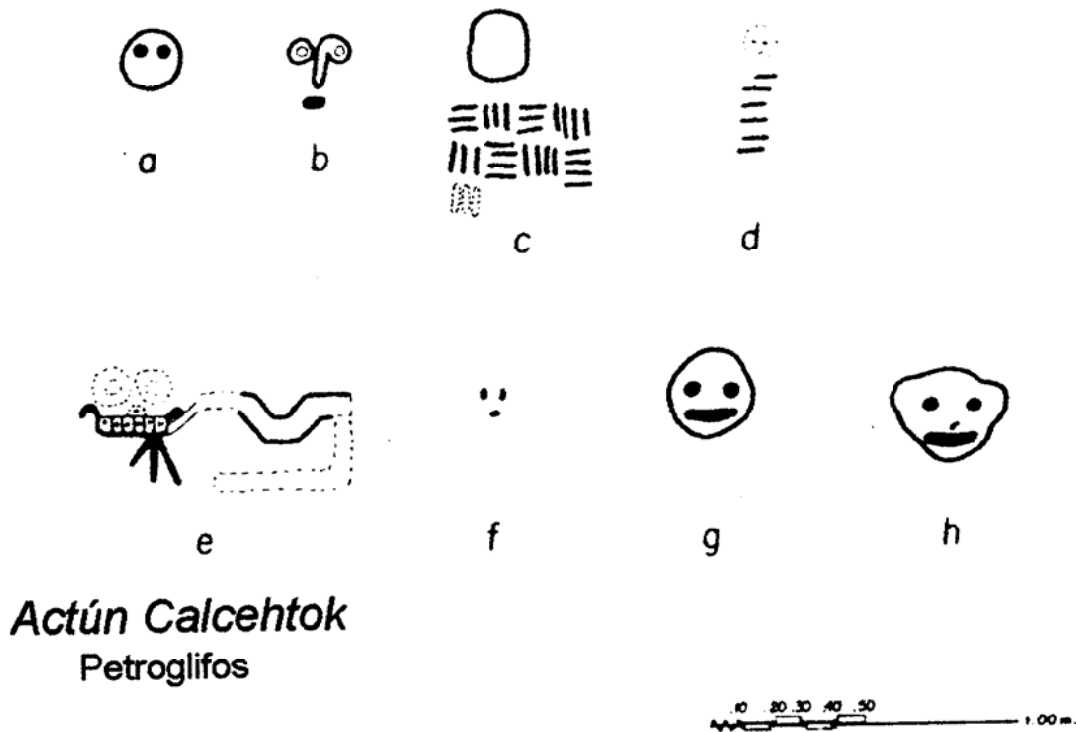 a b c d
e f g h
Actún Calcehtok
Petroglifos
.10 .20 .30 .40 .50 1.00 m.